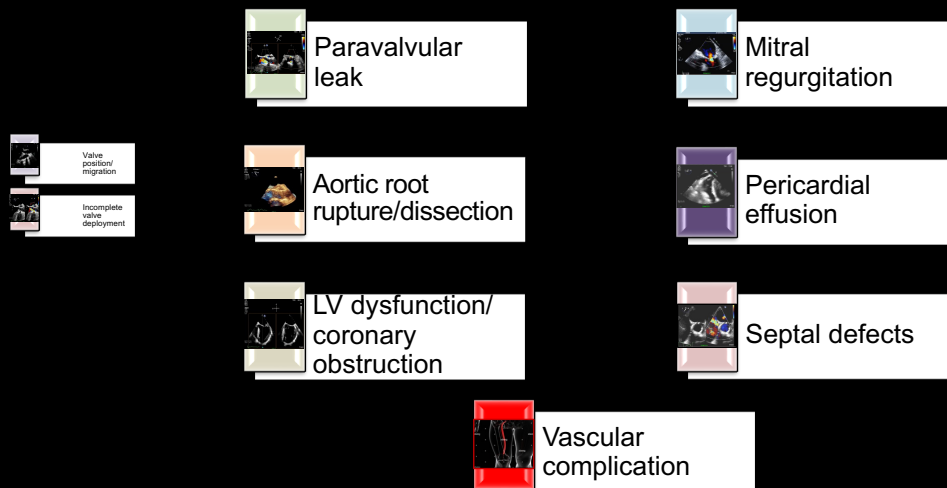 Paravalvular
leak
Mitral
regurgitation
Valve
position/
migration
Incomplete
valve
deployment
Aortic root
rupture/dissection
Pericardial
effusion
LV dysfunction/
coronary
obstruction
Septal defects
Vascular
complication